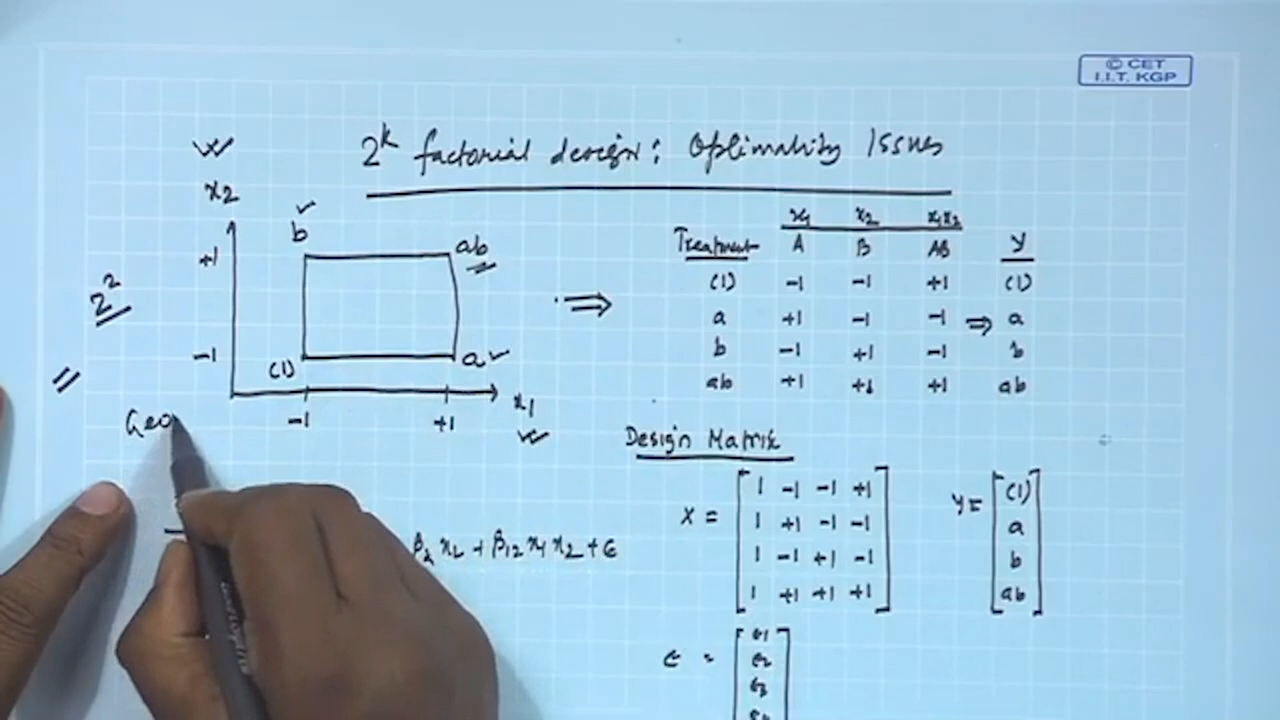 © CET
I.I.T. KGP
2^k factorial design: Optimality Issues
x2
b
ab
+1
2^2
-1
(1)
a
-1
+1
x1
Geo
x1 x2 x1x2
Treatment A B AB Y
(1) -1 -1 +1 (1)
a +1 -1 -1 ⇒ a
b -1 +1 -1 b
ab +1 +1 +1 ab
Design Matrix
X = [1 -1 -1 +1
1 +1 -1 -1
1 -1 +1 -1
1 +1 +1 +1]
Y = [(1)
a
b
ab]
β2 x2 + β12 x1 x2 + ε
ε = [ε1
ε2
ε3
ε4